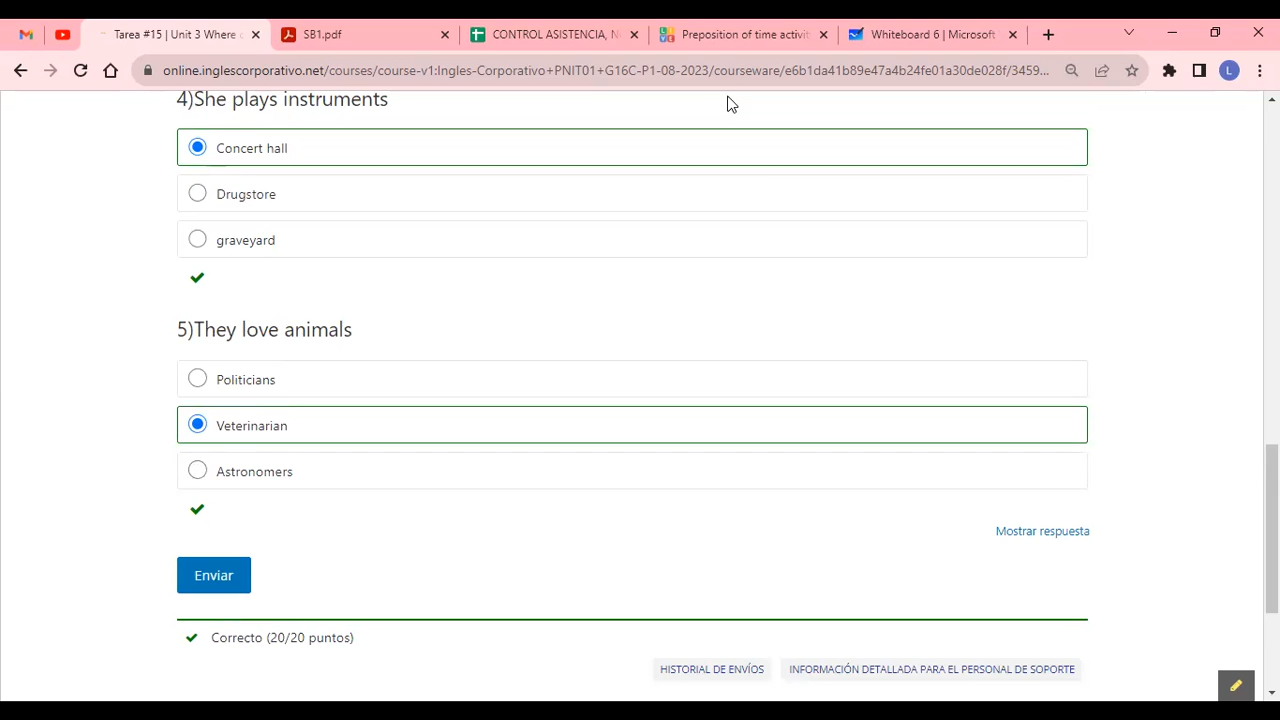 Tarea #15 | Unit 3 Where
SB1.pdf
CONTROL ASISTENCIA, N
Preposition of time activit
Whiteboard 6 | Microsoft
online.inglescorporativo.net/courses/course-v1:Ingles-Corporativo+PNIT01+G16C-P1-08-2023/courseware/e6b1da41b89e47a4b24fe01a30de028f/3459...
L
4)She plays instruments
Concert hall
Drugstore
graveyard
5)They love animals
Politicians
Veterinarian
Astronomers
Mostrar respuesta
Enviar
Correcto (20/20 puntos)
HISTORIAL DE ENVÍOS
INFORMACIÓN DETALLADA PARA EL PERSONAL DE SOPORTE